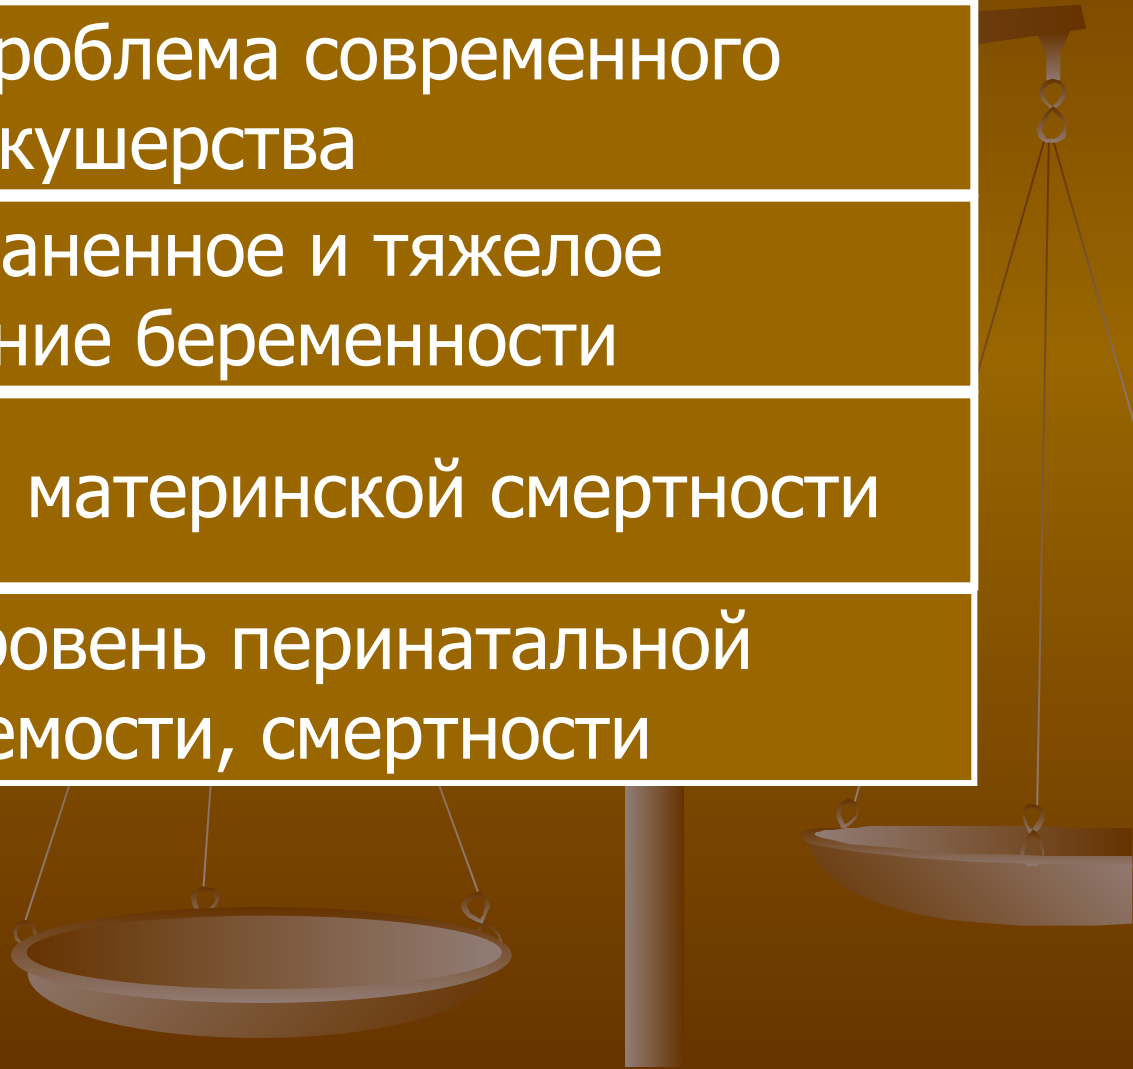 роблема современного
кушерства
аненное и тяжелое
ние беременности
материнской смертности
ровень перинатальной
емости, смертности